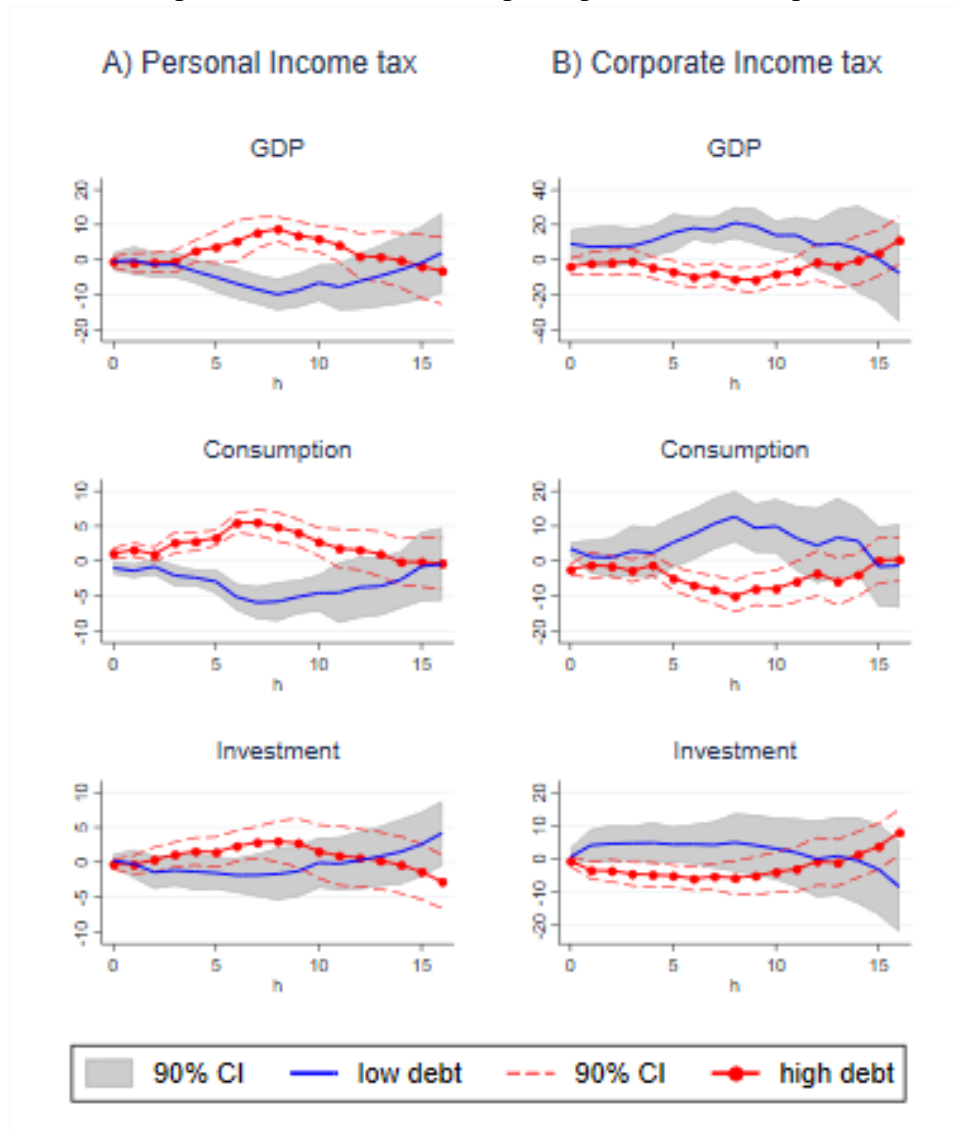 A) Personal Income tax B) Corporate Income tax
GDP GDP
20 40
10 20
0 0
-10 -20
-20 -40
0 5 10 15 0 5 10 15
h h
Consumption Consumption
10 20
5 10
0 0
-5 -10
-10 -20
0 5 10 15 0 5 10 15
h h
Investment Investment
10 20
5 10
0 0
-5 -10
-10 -20
0 5 10 15 0 5 10 15
h h
90% CI low debt 90% CI high debt